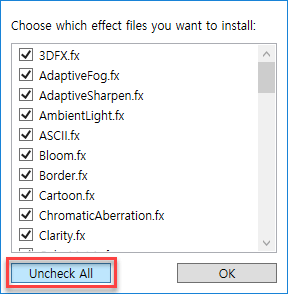 Choose which effect files you want to install:
3DFX.fx
AdaptiveFog.fx
AdaptiveSharpen.fx
AmbientLight.fx
ASCII.fx
Bloom.fx
Border.fx
Cartoon.fx
ChromaticAberration.fx
Clarity.fx
Uncheck All
OK